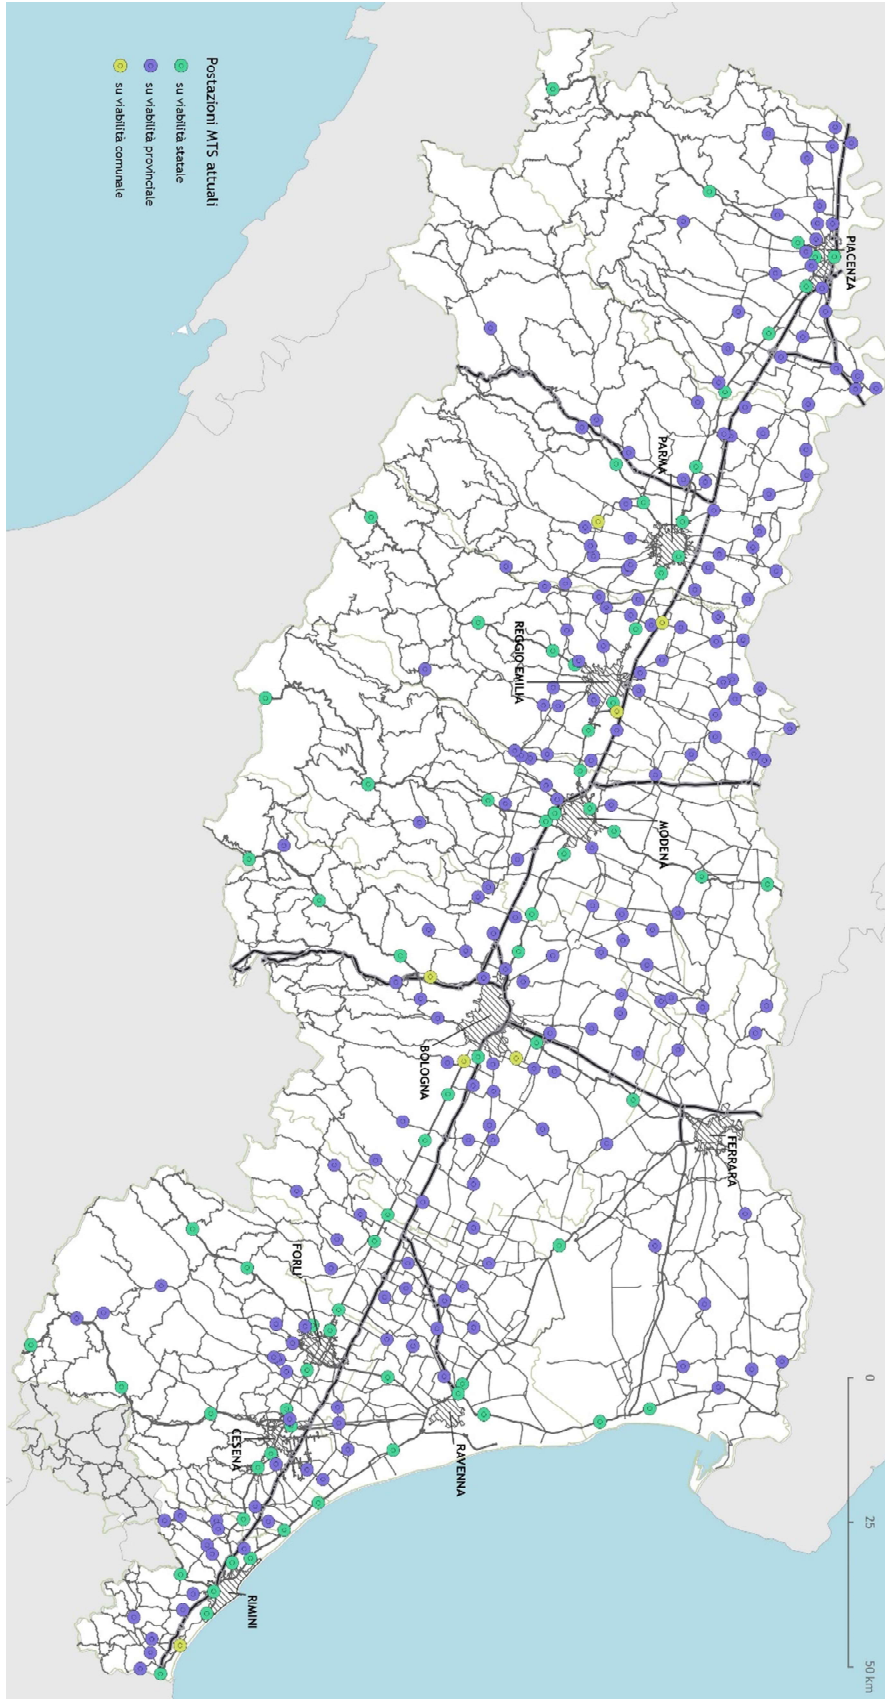 PIACENZA
PARMA
REGGIO EMILIA
MODENA
BOLOGNA
FERRARA
FORLI'
CESENA
RAVENNA
RIMINI
Postazioni MTS attuali
su viabilità statale
su viabilità provinciale
su viabilità comunale
0 25 50 km